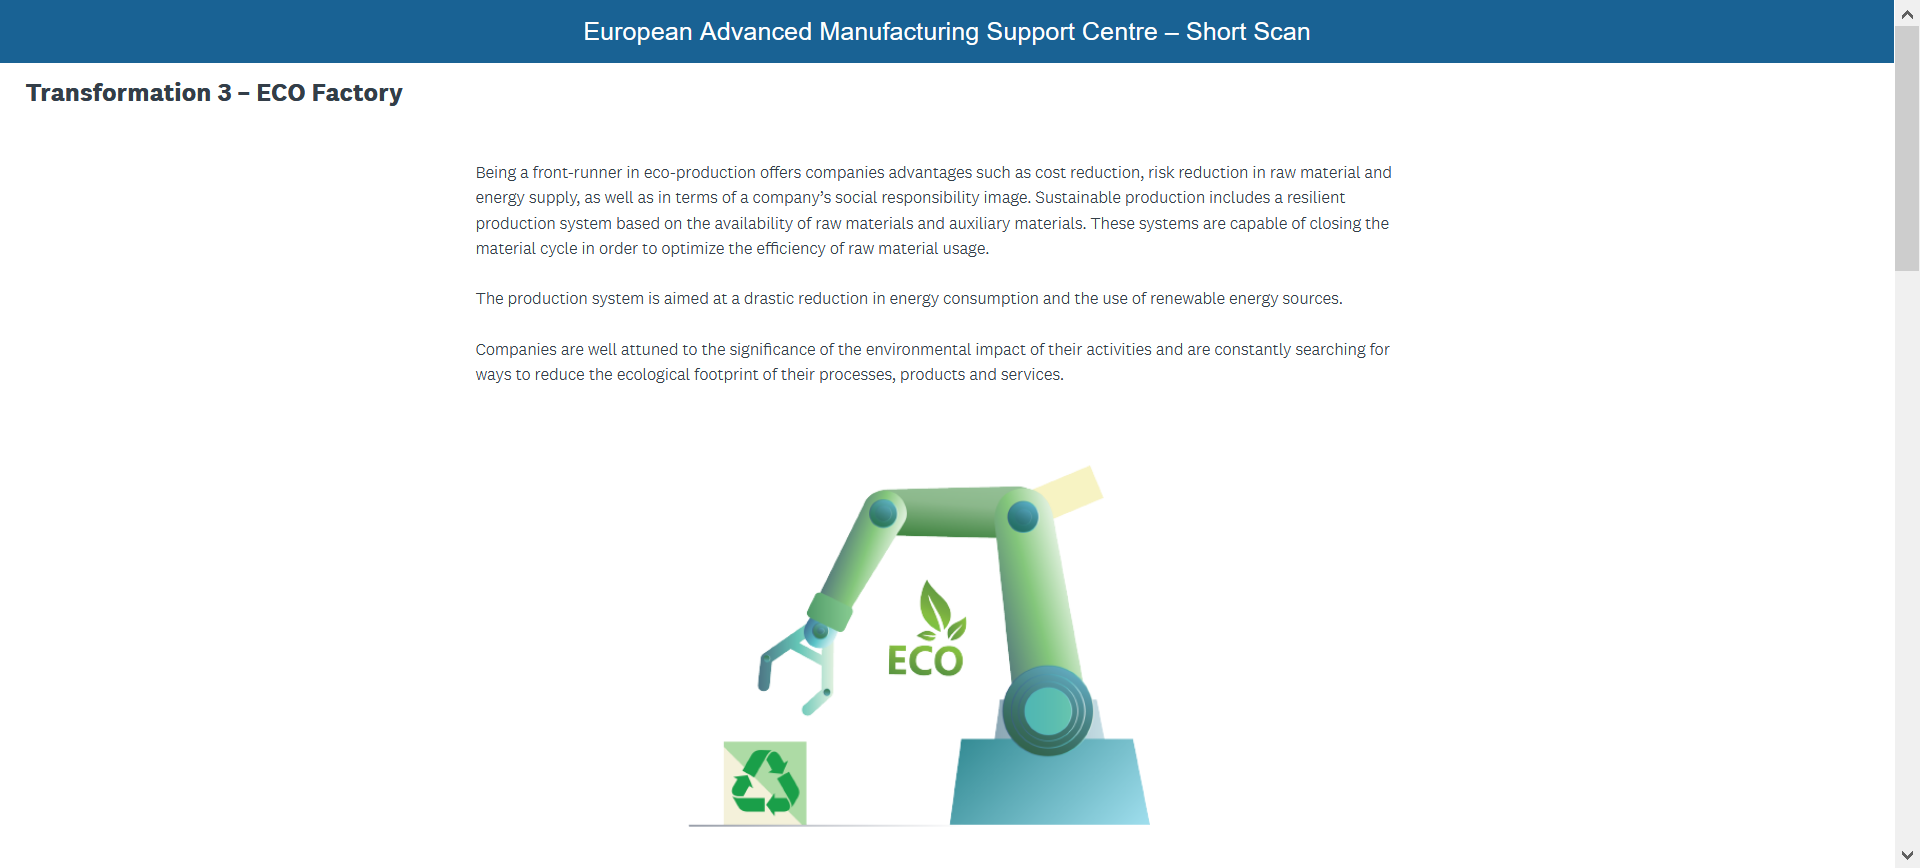 European Advanced Manufacturing Support Centre – Short Scan
Transformation 3 – ECO Factory
Being a front-runner in eco-production offers companies advantages such as cost reduction, risk reduction in raw material and
energy supply, as well as in terms of a company’s social responsibility image. Sustainable production includes a resilient
production system based on the availability of raw materials and auxiliary materials. These systems are capable of closing the
material cycle in order to optimize the efficiency of raw material usage.
The production system is aimed at a drastic reduction in energy consumption and the use of renewable energy sources.
Companies are well attuned to the significance of the environmental impact of their activities and are constantly searching for
ways to reduce the ecological footprint of their processes, products and services.
ECO